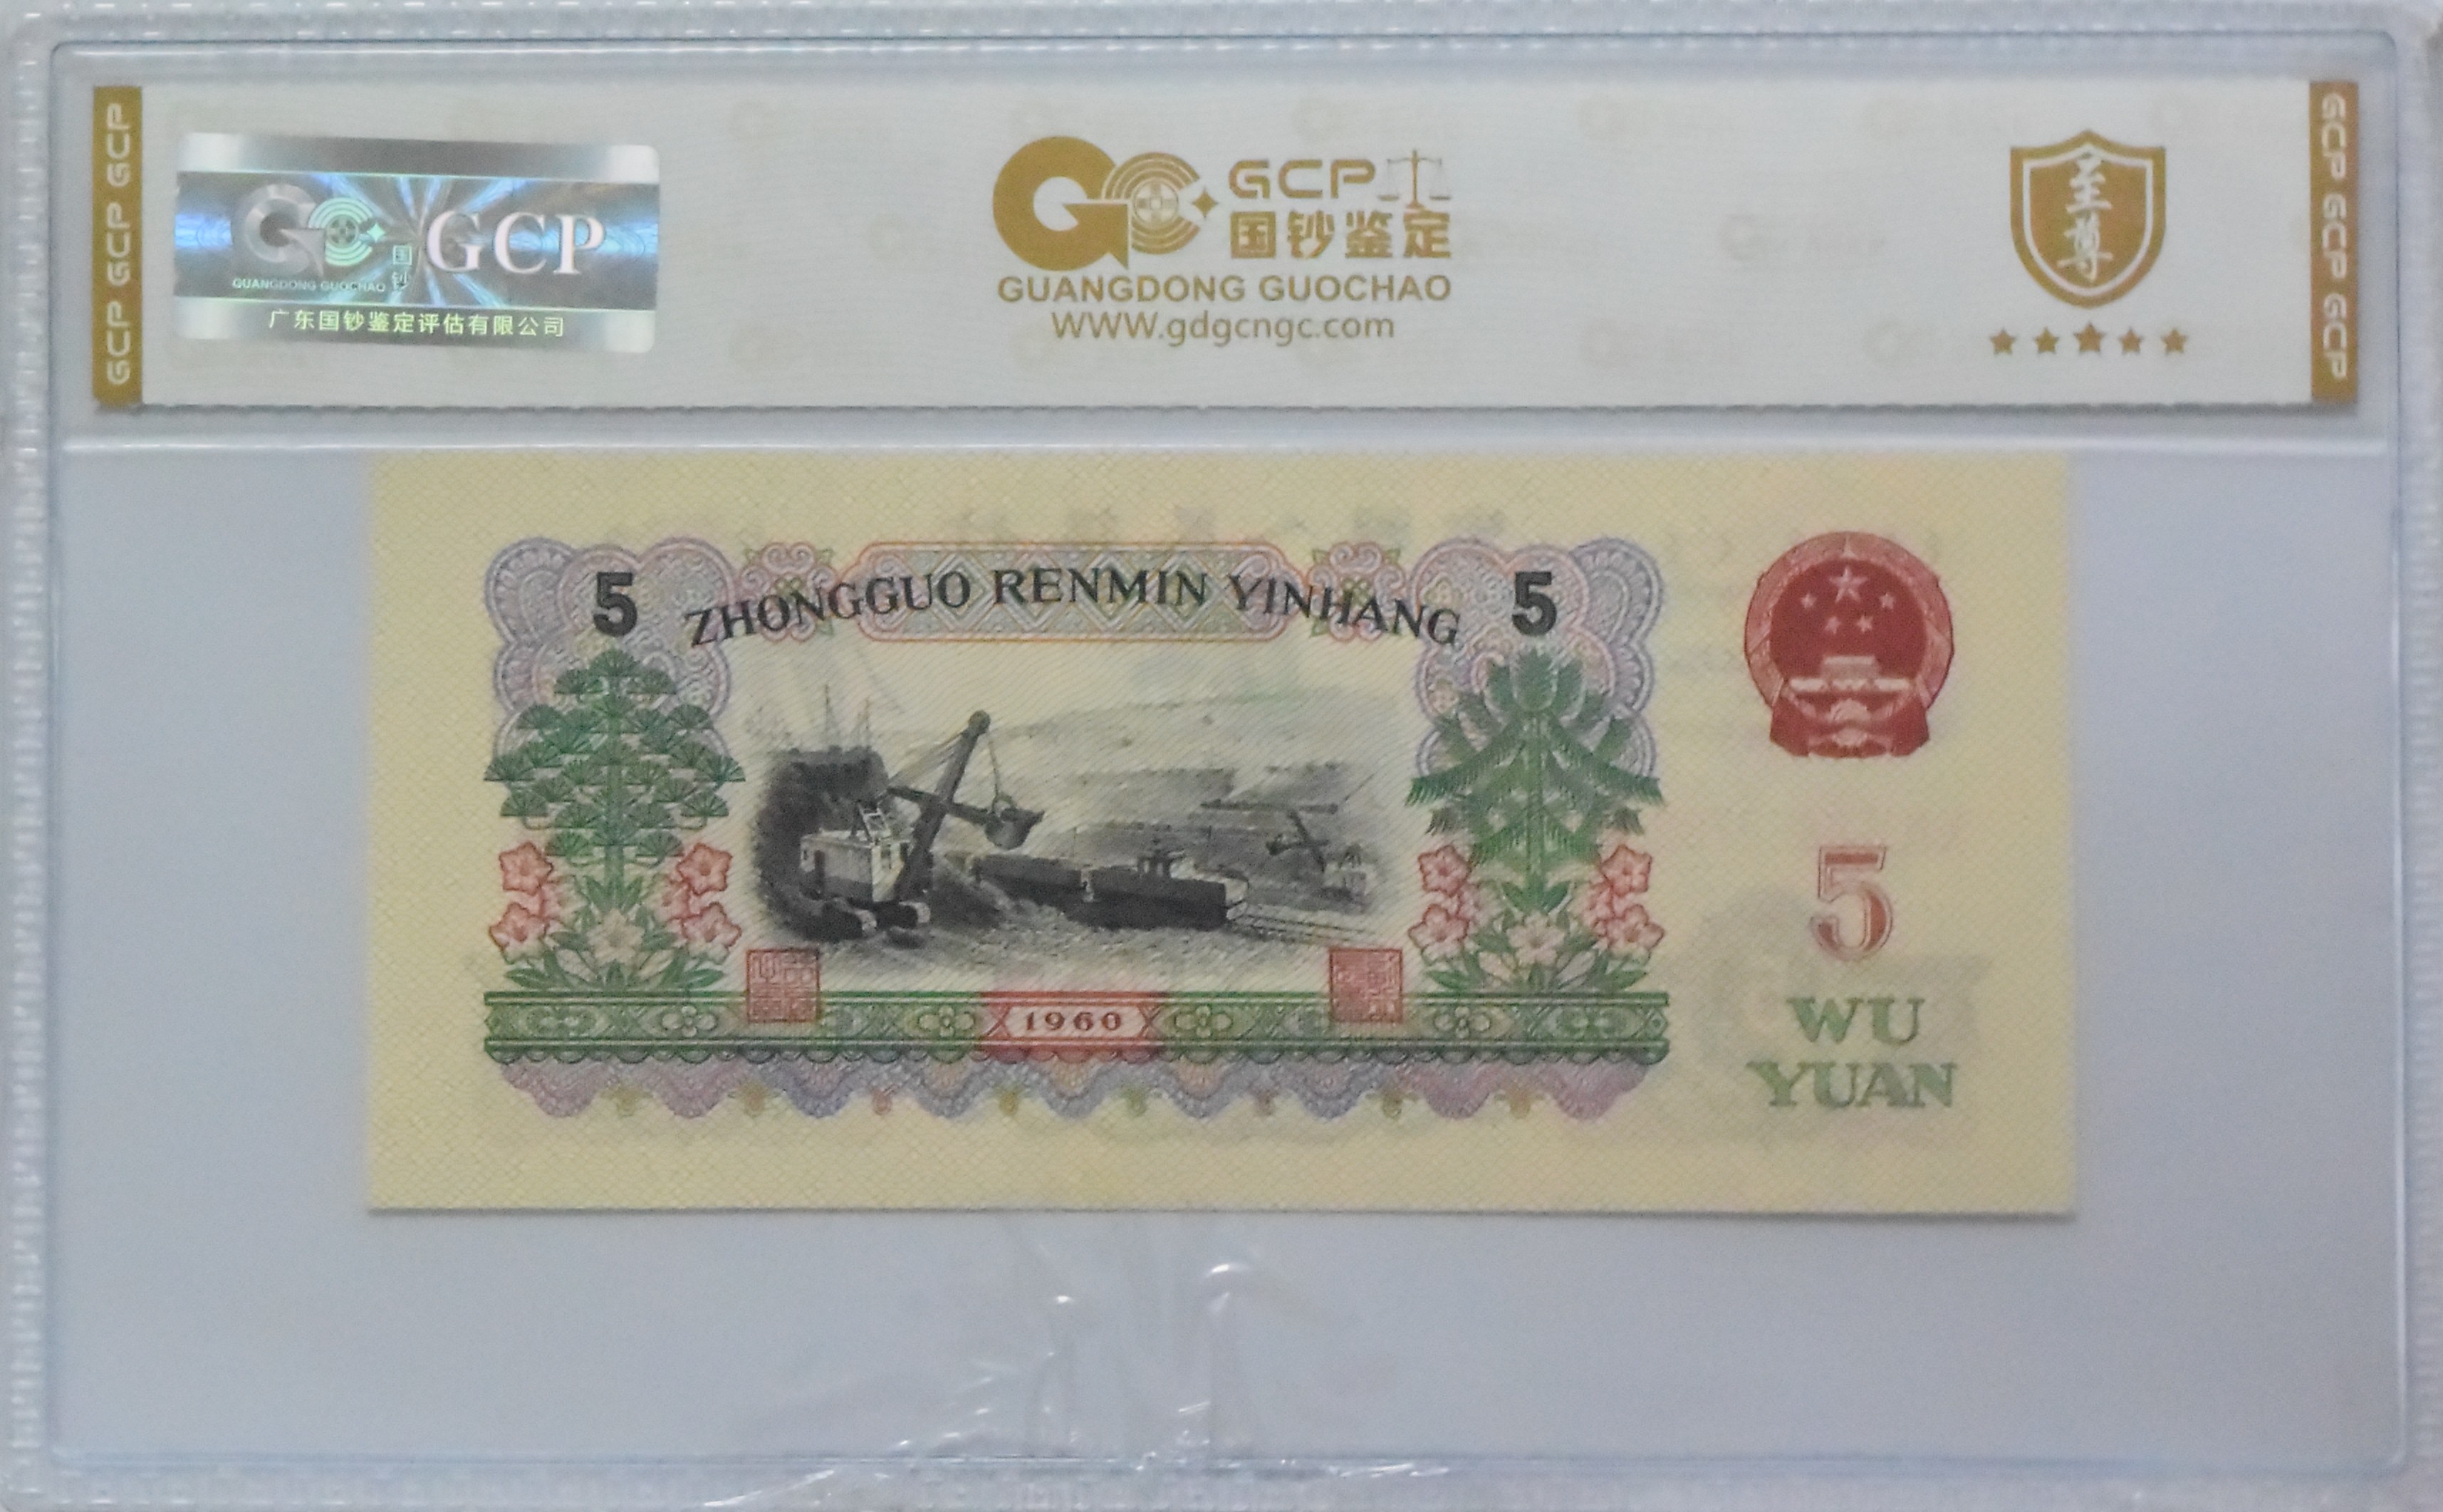 GCP GCP GCP
国钞
GCP
GUANGDONG GUOCHAO
广东国钞鉴定评估有限公司
GCP
国钞鉴定
GUANGDONG GUOCHAO
WWW.gdgcngc.com
至尊
GCP GCP GCP
5
ZHONGGUO RENMIN YINHANG
5
1960
5
WU
YUAN